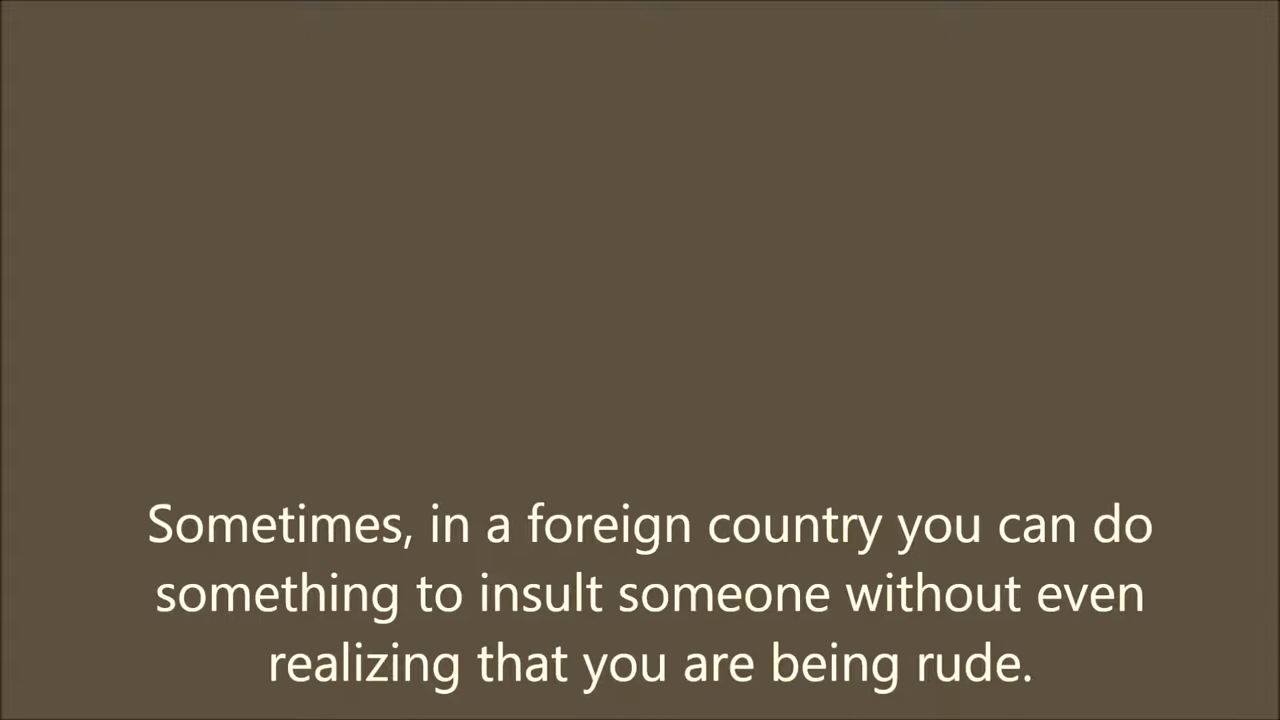 Sometimes, in a foreign country you can do
something to insult someone without even
realizing that you are being rude.